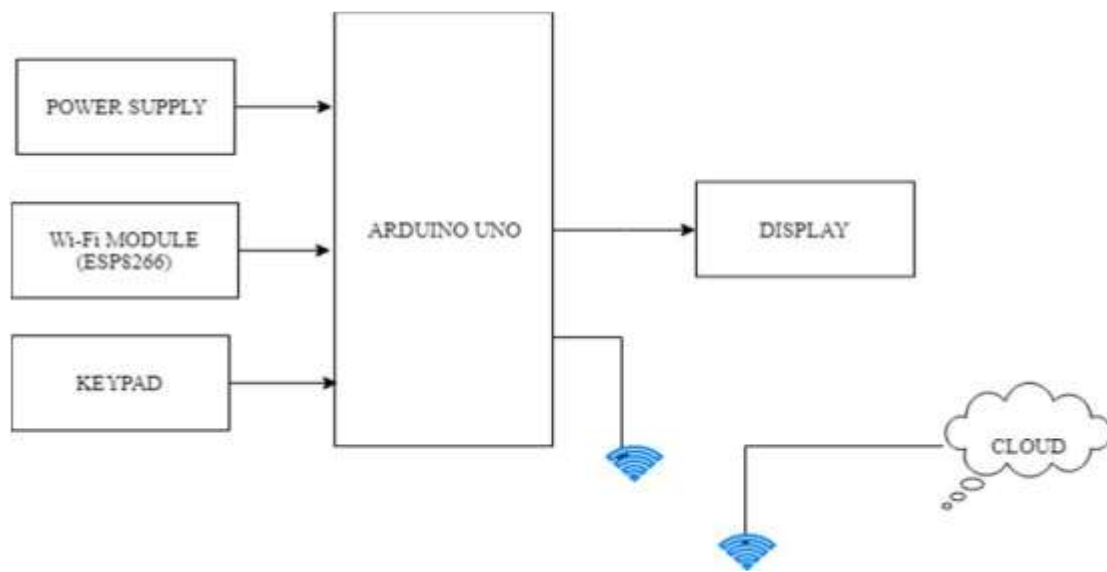 POWER SUPPLY
Wi-Fi MODULE
(ESP8266)
KEYPAD
ARDUINO UNO
DISPLAY
CLOUD